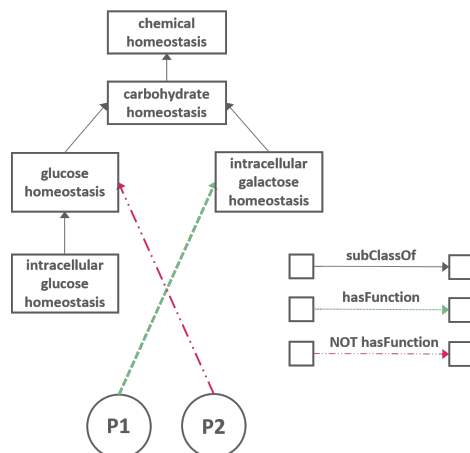 chemical
homeostasis
carbohydrate
homeostasis
glucose
homeostasis
intracellular
galactose
homeostasis
intracellular
glucose
homeostasis
subClassOf
hasFunction
NOT hasFunction
P1
P2